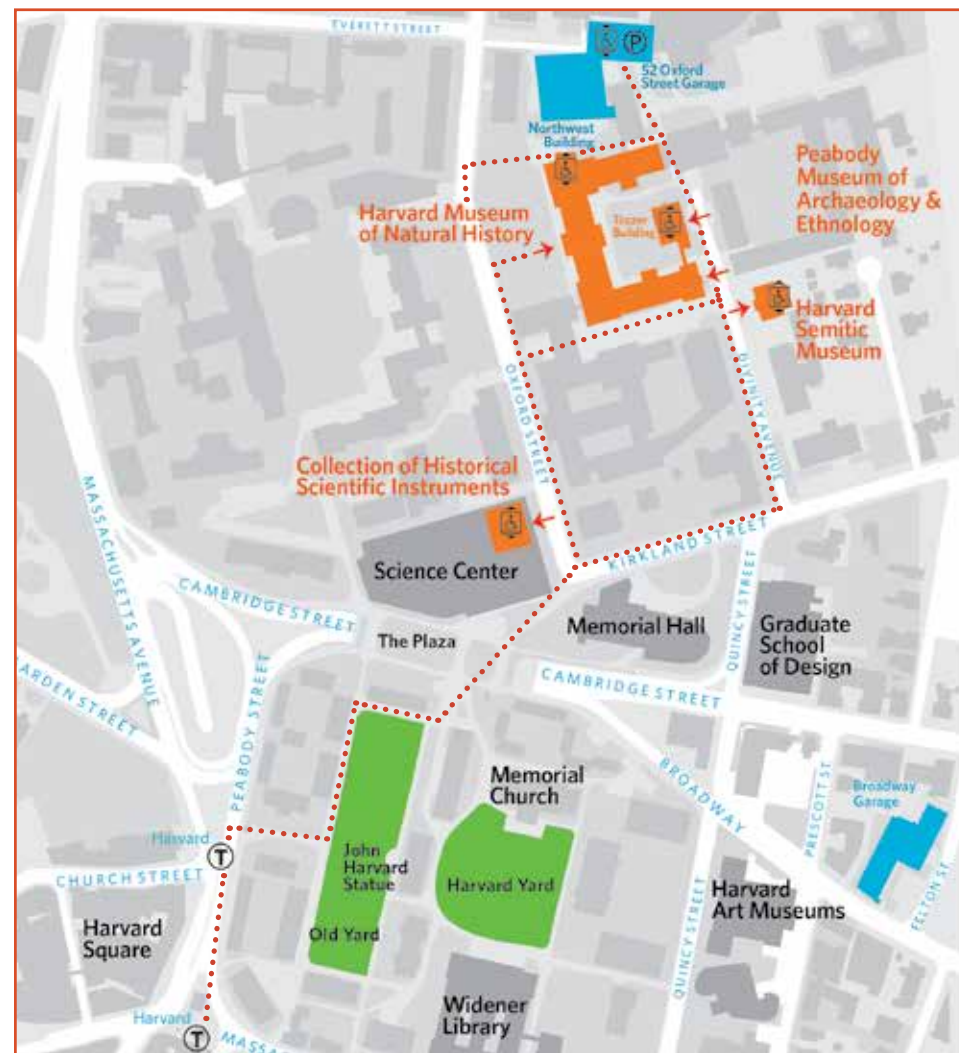 EVERETT STREET
P
52 Oxford
Street Garage
Northwest
Building
Peabody
Museum of
Archaeology &
Ethnology
Harvard Museum
of Natural History
Tozzer
Building
Harvard
Semitic
Museum
OXFORD STREET
DIVINITY AVENUE
Collection of Historical
Scientific Instruments
MASSACHUSETTS AVENUE
KIRKLAND STREET
Science Center
CAMBRIDGE STREET
Memorial Hall
QUINCY STREET
Graduate
School
of Design
The Plaza
CAMBRIDGE STREET
ARDEN STREET
PEABODY STREET
BROADWAY
PRESCOTT ST
Memorial
Church
Broadway
Garage
Harvard
T
John
Harvard
Statue
CHURCH STREET
Harvard Yard
Harvard
Art Museums
FELTON ST
Harvard
Square
Old Yard
QUINCY STREET
Widener
Library
Harvard
T
MASSA